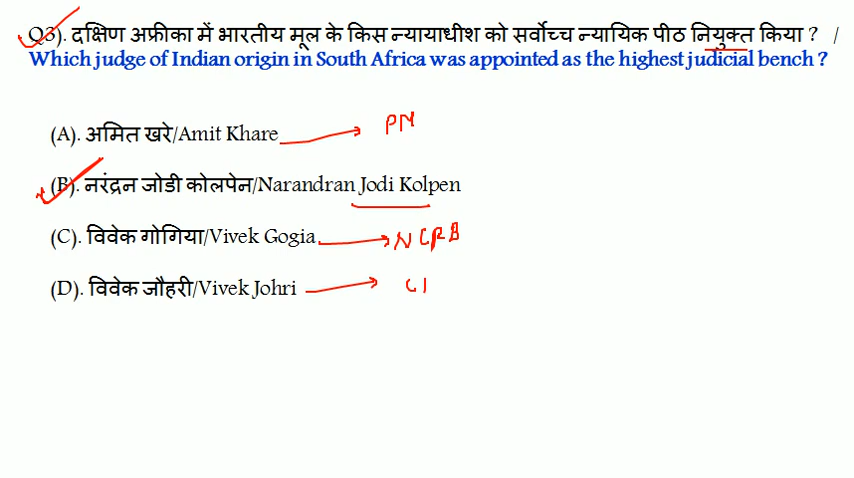 Q3). दक्षिण अफ्रीका में भारतीय मूल के किस न्यायाधीश को सर्वोच्च न्यायिक पीठ नियुक्त किया ? /
Which judge of Indian origin in South Africa was appointed as the highest judicial bench ?
(A). अमित खरे/Amit Khare PM
(B). नरंद्रन जोडी कोलपेन/Narandran Jodi Kolpen
(C). विवेक गोगिया/Vivek Gogia NCRB
(D). विवेक जौहरी/Vivek Johri